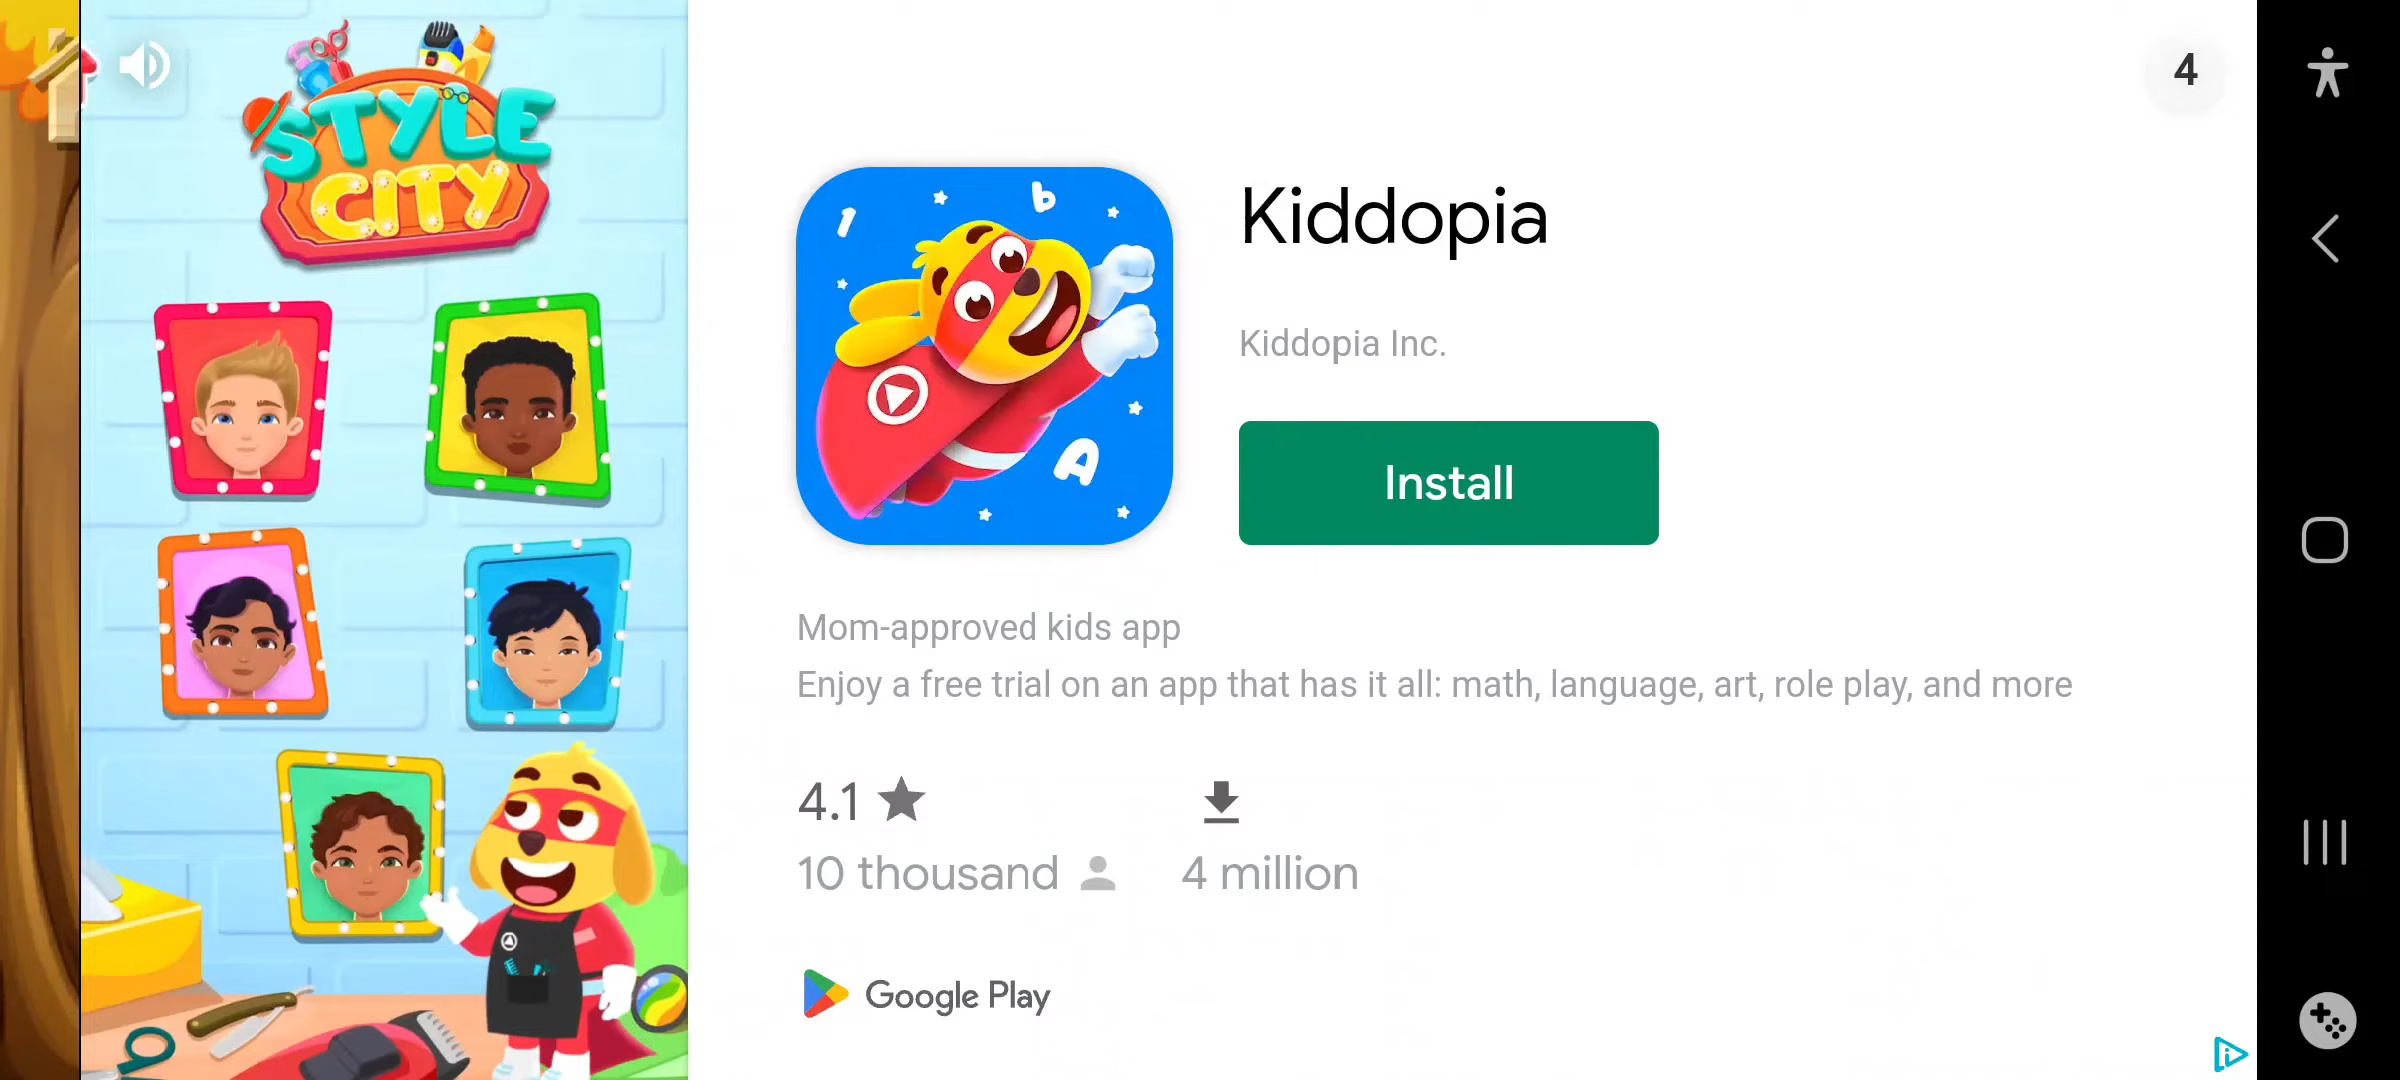 STYLE
CITY
4
1
b
A
Kiddopia
Kiddopia Inc.
Install
Mom-approved kids app
Enjoy a free trial on an app that has it all: math, language, art, role play, and more
4.1
10 thousand
4 million
Google Play